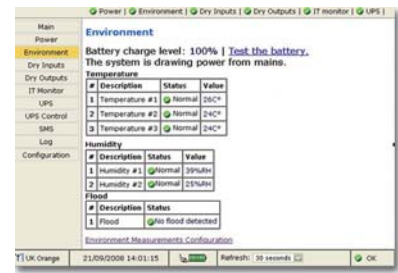 Power | Environment | Dry Inputs | Dry Outputs | IT monitor | UPS |
Main
Power
Environment
Dry Inputs
Dry Outputs
IT Monitor
UPS
UPS Control
SMS
Log
Configuration
Environment
Battery charge level: 100% | Test the battery.
The system is drawing power from mains.
Temperature
# Description Status Value
1 Temperature #1 Normal 26C°
2 Temperature #2 Normal 24C°
3 Temperature #3 Normal 24C°
Humidity
# Description Status Value
1 Humidity #1 Normal 39%RH
2 Humidity #2 Normal 25%RH
Flood
# Description Status
1 Flood No flood detected
Environment Measurements Configuration
UK Orange 21/09/2008 14:01:15 Refresh: 30 seconds OK